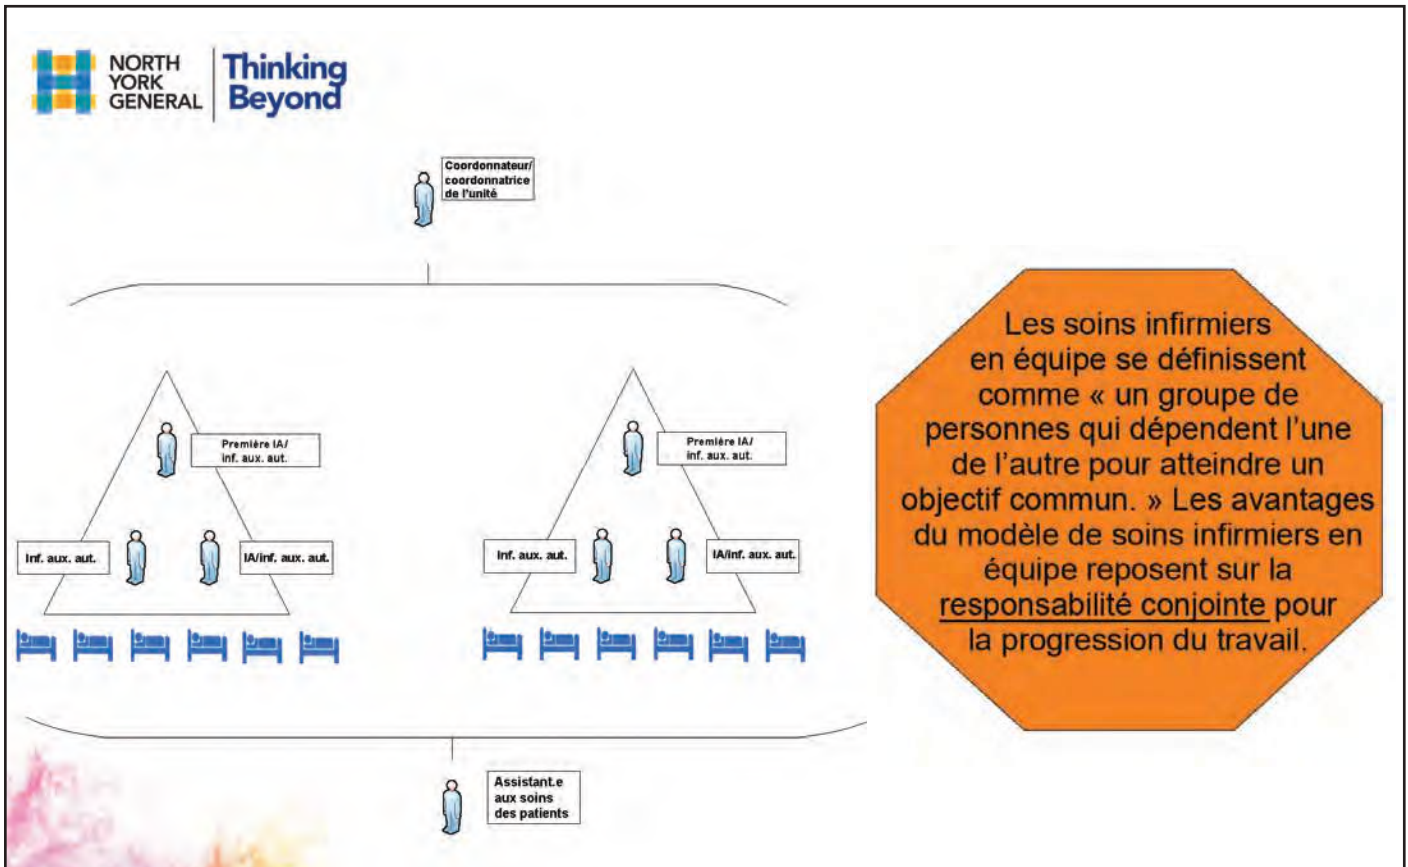 NORTH
YORK
GENERAL
Thinking
Beyond
Coordonnateur/
coordonnatrice
de l'unité
Première IA/
inf. aux. aut.
Première IA/
inf. aux. aut.
Inf. aux. aut.
IA/inf. aux. aut.
Inf. aux. aut.
IA/inf. aux. aut.
Assistant.e
aux soins
des patients
Les soins infirmiers
en équipe se définissent
comme « un groupe de
personnes qui dépendent l'une
de l'autre pour atteindre un
objectif commun. » Les avantages
du modèle de soins infirmiers en
équipe reposent sur la
responsabilité conjointe pour
la progression du travail.